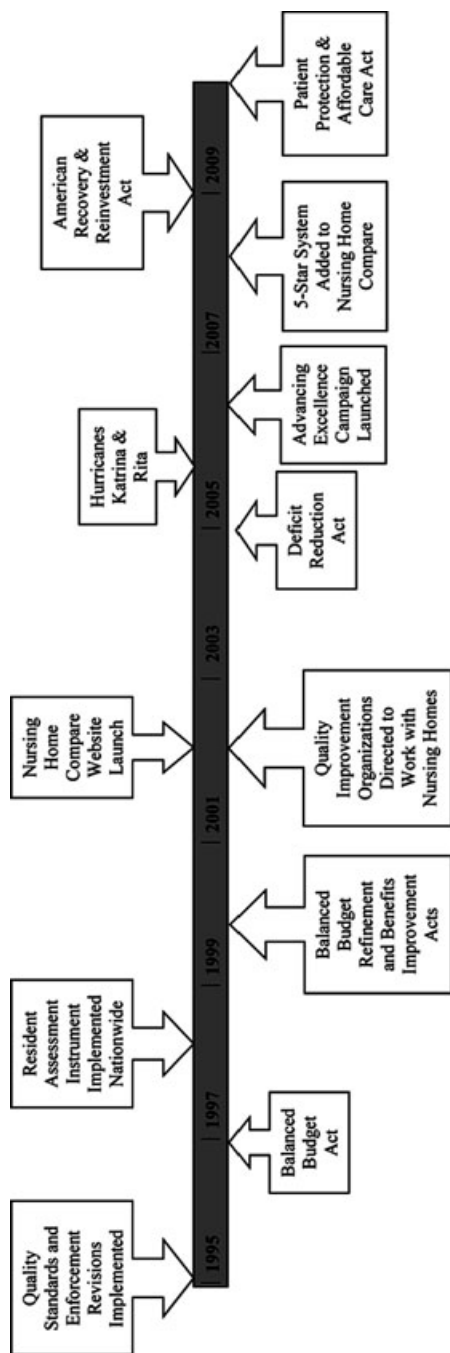 Quality
Standards and
Enforcement
Revisions
Implemented
Resident
Assessment
Instrument
Implemented
Nationwide
Nursing
Home
Compare
Website
Launch
Hurricanes
Katrina &
Rita
American
Recovery &
Reinvestment
Act
1995
1997
1999
2001
2003
2005
2007
2009
Balanced
Budget
Act
Balanced
Budget
Refinement
and Benefits
Improvement
Acts
Quality
Improvement
Organizations
Directed to
Work with
Nursing Homes
Deficit
Reduction
Act
Advancing
Excellence
Campaign
Launched
5-Star System
Added to
Nursing Home
Compare
Patient
Protection &
Affordable
Care Act